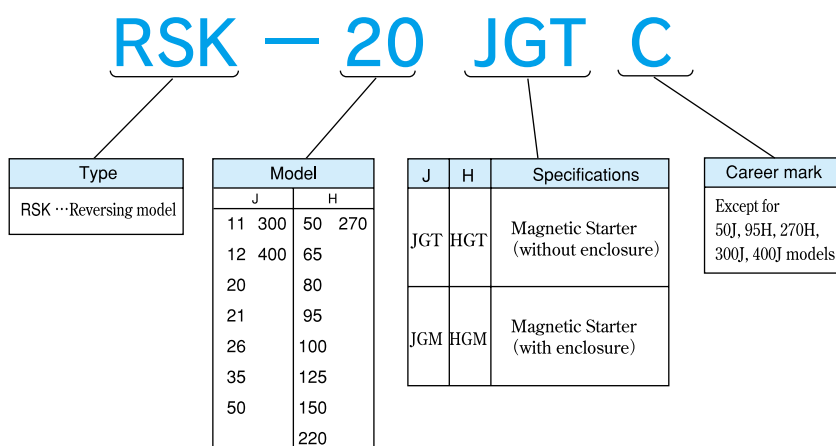 RSK — 20 JGT C
Type
RSK ···Reversing model
Model
J H
11 300 50 270
12 400 65
20 80
21 95
26 100
35 125
50 150
220
J H Specifications
JGT HGT Magnetic Starter
(without enclosure)
JGM HGM Magnetic Starter
(with enclosure)
Career mark
Except for
50J, 95H, 270H,
300J, 400J models